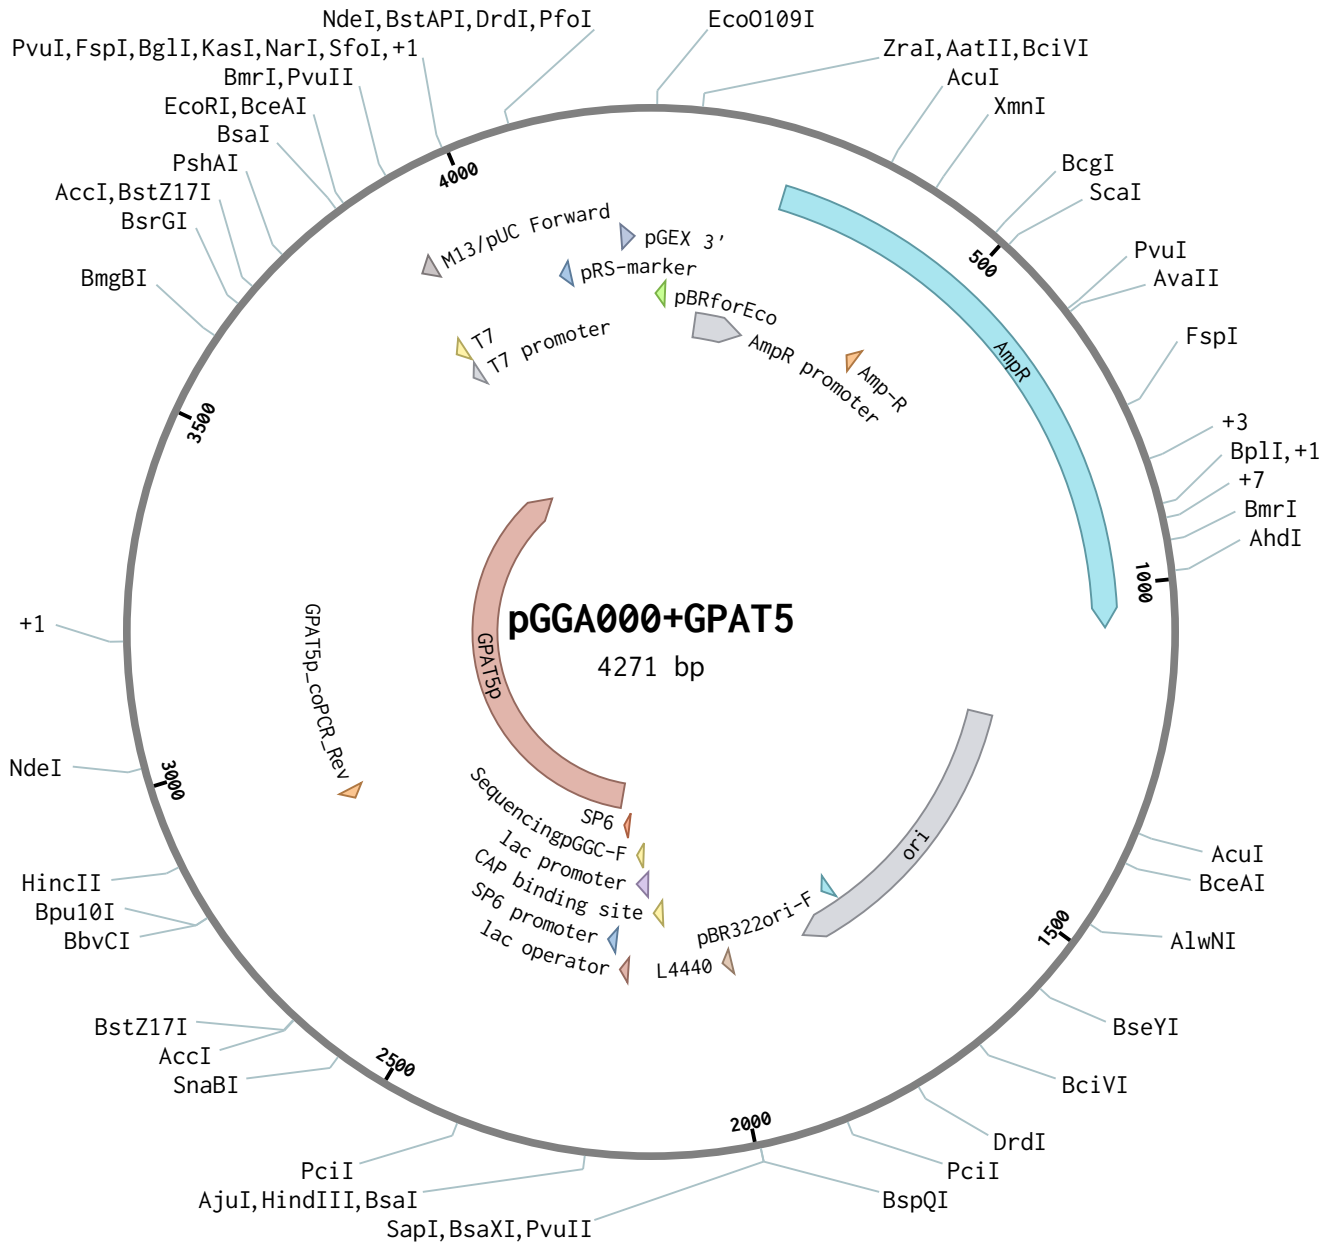 NdeI,BstAPI,DrdI,PfoI
EcoO109I
PvuI,FspI,BglI,KasI,NarI,SfoI,+1
ZraI,AatII,BciVI
BmrI,PvuII
AcuI
EcoRI,BceAI
XmnI
BsaI
PshAI
BcgI
AccI,BstZ17I
ScaI
BsrGI
PvuI
BmgBI
AvaII
FspI
+3
BplI,+1
+7
BmrI
AhdI
4000
500
1000
1500
2000
2500
3000
3500
M13/pUC Forward
pGEX 3'
pRS-marker
pBRforEco
T7
T7 promoter
AmpR promoter
Amp-R
AmpR
pGGA000+GPAT5
4271 bp
GPAT5p
GPAT5p_coPCR_Rev
SP6
SequencingpGGC-F
lac promoter
CAP binding site
SP6 promoter
lac operator
pBR322ori-F
L4440
ori
+1
NdeI
HincII
Bpu10I
BbvCI
BstZ17I
AccI
SnaBI
PciI
AjuI,HindIII,BsaI
SapI,BsaXI,PvuII
AcuI
BceAI
AlwNI
BseYI
BciVI
DrdI
PciI
BspQI